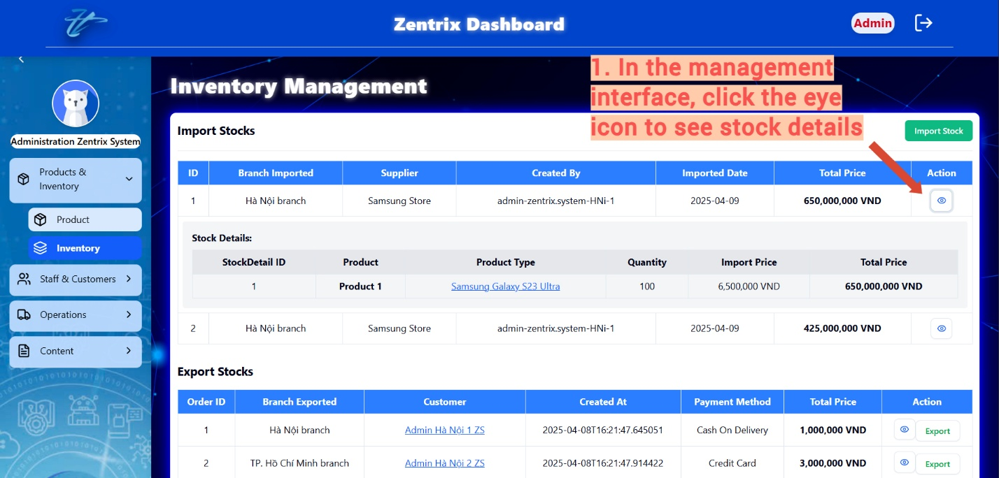 Zentrix Dashboard
Admin
1. In the management
interface, click the eye
icon to see stock details
Administration Zentrix System
Products &
Inventory
Product
Inventory
Staff & Customers
Operations
Content
Inventory Management
Import Stocks
Import Stock
ID Branch Imported Supplier Created By Imported Date Total Price Action
1 Hà Nội branch Samsung Store admin-zentrix.system-HNi-1 2025-04-09 650,000,000 VND
Stock Details:
StockDetail ID Product Product Type Quantity Import Price Total Price
1 Product 1 Samsung Galaxy S23 Ultra 100 6,500,000 VND 650,000,000 VND
2 Hà Nội branch Samsung Store admin-zentrix.system-HNi-1 2025-04-09 425,000,000 VND
Export Stocks
Order ID Branch Exported Customer Created At Payment Method Total Price Action
1 Hà Nội branch Admin Hà Nội 1 ZS 2025-04-08T16:21:47.645051 Cash On Delivery 1,000,000 VND Export
2 TP. Hồ Chí Minh branch Admin Hà Nội 2 ZS 2025-04-08T16:21:47.914422 Credit Card 3,000,000 VND Export